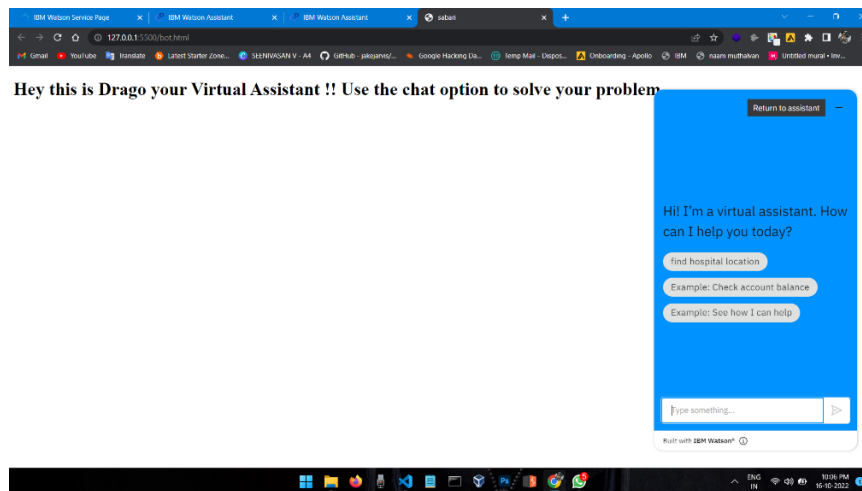 IBM Watson Service Page
IBM Watson Assistant
IBM Watson Assistant
sabari
127.0.0.1:5500/bot.html
Gmail
YouTube
Translate
Latest Starter Zone...
SEENIVASAN V - A4
GitHub - jakejarvis/...
Google Hacking Da...
Temp Mail - Dispos...
Onboarding - Apollo
IBM
naam muthalvan
Untitled mural • Inv...
Hey this is Drago your Virtual Assistant !! Use the chat option to solve your problem
Return to assistant
Hi! I'm a virtual assistant. How
can I help you today?
find hospital location
Example: Check account balance
Example: See how I can help
Type something...
Built with IBM Watson®
ENG
IN
10:06 PM
16-10-2022